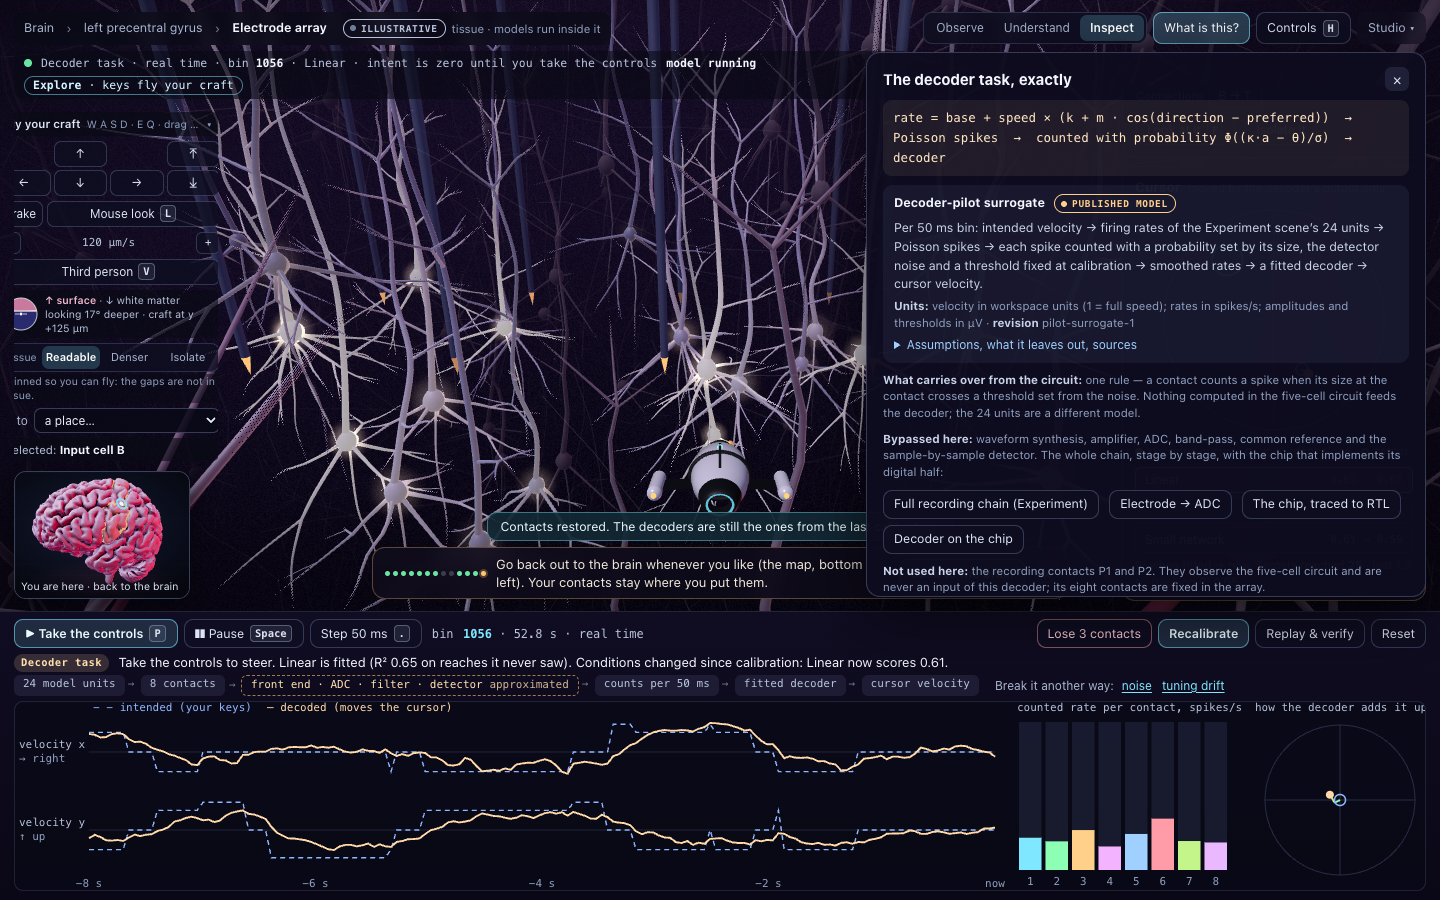 Brain › left precentral gyrus › Electrode array ILLUSTRATIVE tissue · models run inside it
Observe Understand Inspect What is this? Controls H Studio
Decoder task · real time · bin 1056 · Linear · intent is zero until you take the controls model running
Explore · keys fly your craft
y your craft W A S D · E Q · drag ...
↑ ⤒
← ↓ → ⤓
rake Mouse look L
120 µm/s +
Third person V
↑ surface · ↓ white matter
looking 17° deeper · craft at y
+125 µm
ssue Readable Denser Isolate
inned so you can fly: the gaps are not in
sue.
to a place...
elected: Input cell B
You are here · back to the brain
The decoder task, exactly ×
rate = base + speed × (k + m · cos(direction − preferred)) →
Poisson spikes → counted with probability Φ((κ·a − θ)/σ) →
decoder
Decoder-pilot surrogate PUBLISHED MODEL
Per 50 ms bin: intended velocity → firing rates of the Experiment scene's 24 units →
Poisson spikes → each spike counted with a probability set by its size, the detector
noise and a threshold fixed at calibration → smoothed rates → a fitted decoder →
cursor velocity.
Units: velocity in workspace units (1 = full speed); rates in spikes/s; amplitudes and
thresholds in µV · revision pilot-surrogate-1
Assumptions, what it leaves out, sources
What carries over from the circuit: one rule — a contact counts a spike when its size at the
contact crosses a threshold set from the noise. Nothing computed in the five-cell circuit feeds
the decoder; the 24 units are a different model.
Bypassed here: waveform synthesis, amplifier, ADC, band-pass, common reference and the
sample-by-sample detector. The whole chain, stage by stage, with the chip that implements its
digital half:
Full recording chain (Experiment) Electrode → ADC The chip, traced to RTL
Decoder on the chip
Not used here: the recording contacts P1 and P2. They observe the five-cell circuit and are
never an input of this decoder; its eight contacts are fixed in the array.
Contacts restored. The decoders are still the ones from the las
Go back out to the brain whenever you like (the map, bottom
left). Your contacts stay where you put them.
Take the controls P Pause Space Step 50 ms . bin 1056 · 52.8 s · real time
Lose 3 contacts Recalibrate Replay & verify Reset
Decoder task Take the controls to steer. Linear is fitted (R² 0.65 on reaches it never saw). Conditions changed since calibration: Linear now scores 0.61.
24 model units → 8 contacts → front end · ADC · filter · detector approximated → counts per 50 ms → fitted decoder → cursor velocity Break it another way: noise tuning drift
– – intended (your keys) — decoded (moves the cursor)
counted rate per contact, spikes/s how the decoder adds it up
velocity x
→ right
velocity y
↑ up
−8 s −6 s −4 s −2 s now
1 2 3 4 5 6 7 8